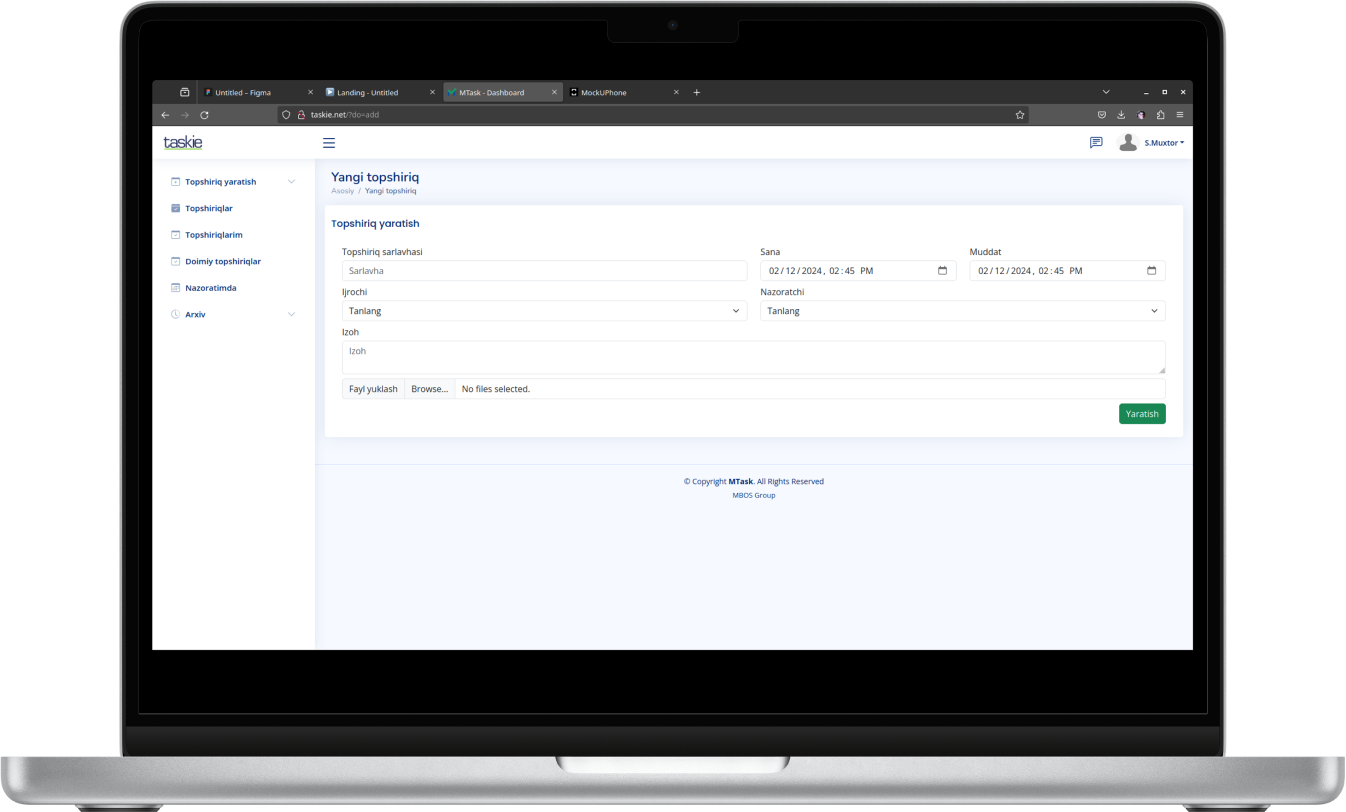 Untitled – Figma
Landing - Untitled
MTask - Dashboard
MockUPhone
taskie.net/?do=add
taskie
S.Muxtor
Topshiriq yaratish
Topshiriqlar
Topshiriqlarim
Doimiy topshiriqlar
Nazoratimda
Arxiv
Yangi topshiriq
Asosiy / Yangi topshiriq
Topshiriq yaratish
Topshiriq sarlavhasi
Sana
Muddat
Sarlavha
02/12/2024, 02:45 PM
02/12/2024, 02:45 PM
Ijrochi
Nazoratchi
Tanlang
Tanlang
Izoh
Izoh
Fayl yuklash Browse... No files selected.
Yaratish
© Copyright MTask. All Rights Reserved
MBOS Group